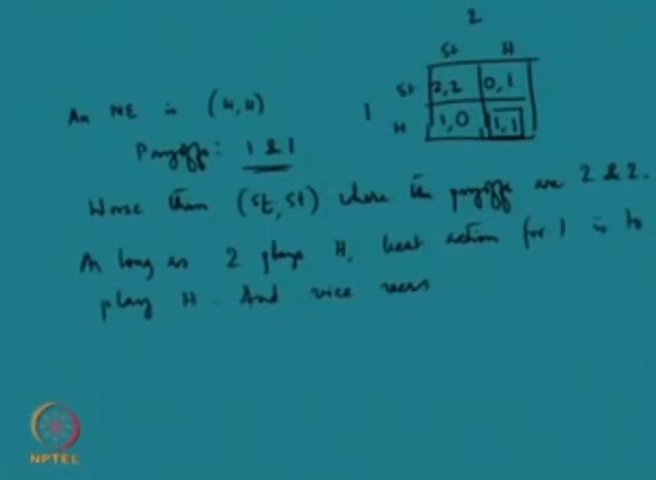 2
St H
An NE is (H, H)
1 St 2,2 0,1
H 1,0 1,1
Payoffs: 1 & 1
Worse than (St, St) where the payoffs are 2 & 2.
As long as 2 plays H, best action for 1 is to
play H. And vice vers
NPTEL